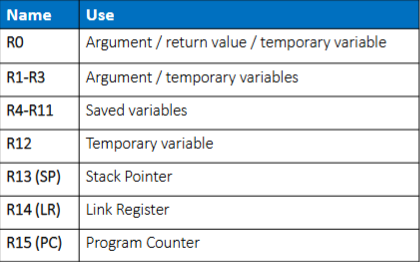 Name Use
R0 Argument / return value / temporary variable
R1-R3 Argument / temporary variables
R4-R11 Saved variables
R12 Temporary variable
R13 (SP) Stack Pointer
R14 (LR) Link Register
R15 (PC) Program Counter